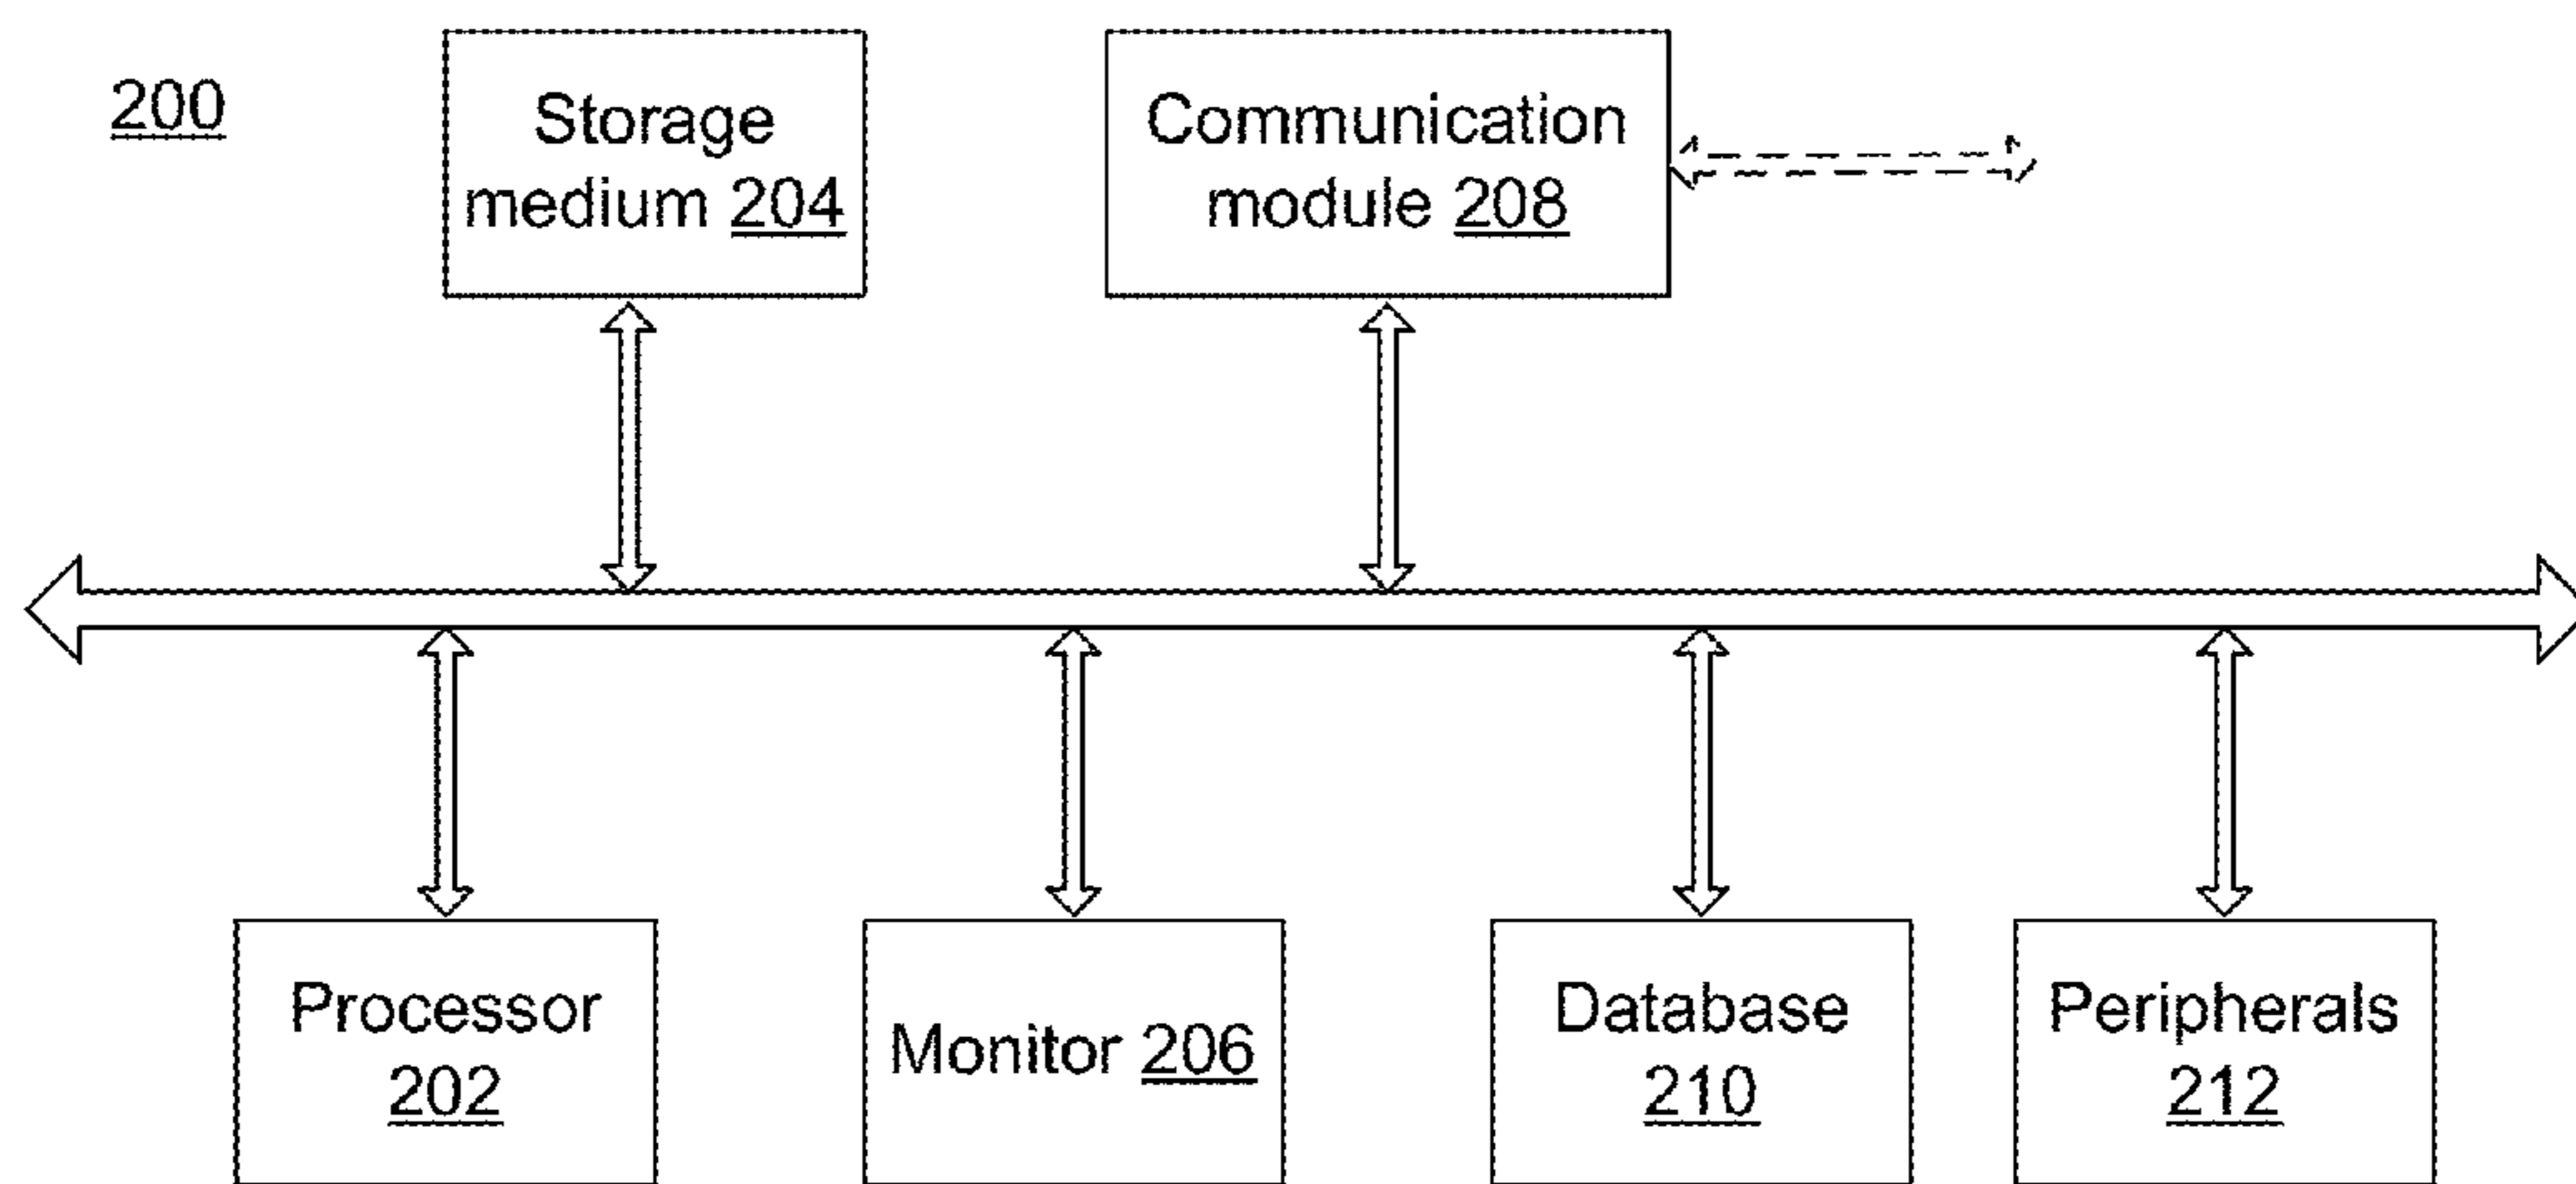 200
Storage
medium 204
Communication
module 208
Processor
202
Monitor 206
Database
210
Peripherals
212